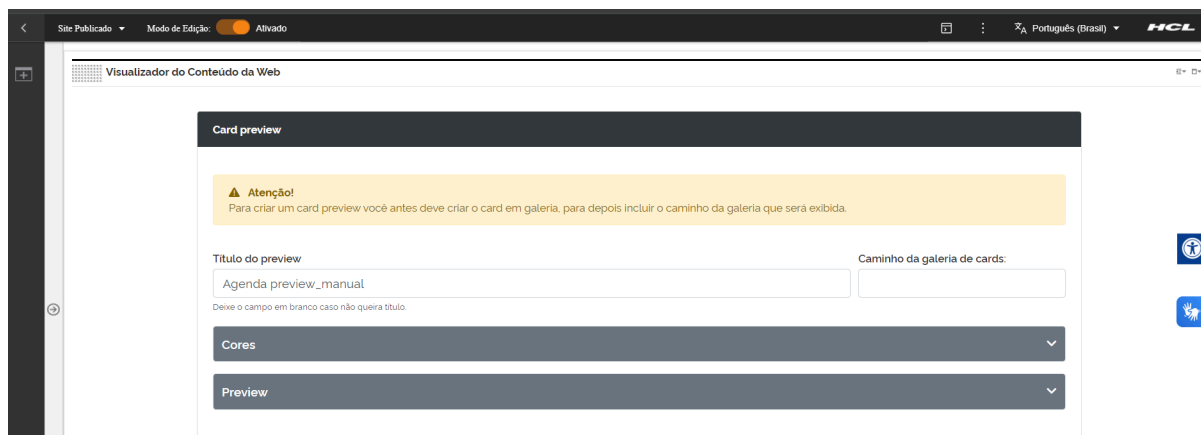 Site Publicado
Modo de Edição:
Ativado
Português (Brasil)
HCL
Visualizador do Conteúdo da Web
Card preview
Atenção!
Para criar um card preview você antes deve criar o card em galeria, para depois incluir o caminho da galeria que será exibida.
Título do preview
Caminho da galeria de cards:
Agenda preview_manual
Deixe o campo em branco caso não queira título.
Cores
Preview